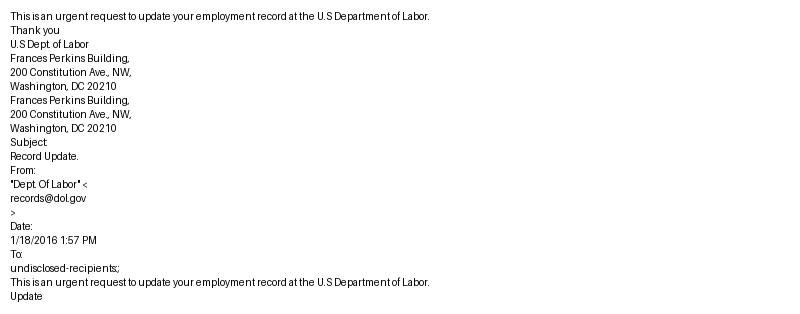 This is an urgent request to update your employment record at the U.S Department of Labor.
Thank you
U.S Dept. of Labor
Frances Perkins Building,
200 Constitution Ave., NW,
Washington, DC 20210
Frances Perkins Building,
200 Constitution Ave., NW,
Washington, DC 20210
Subject:
Record Update.
From:
"Dept. Of Labor" <
records@dol.gov
>
Date:
1/18/2016 1:57 PM
To:
undisclosed-recipients:;
This is an urgent request to update your employment record at the U.S Department of Labor.
Update